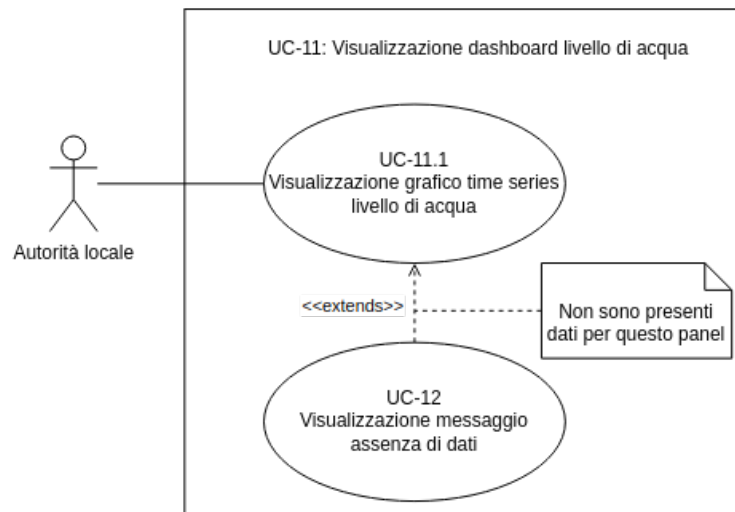 UC-11: Visualizzazione dashboard livello di acqua
UC-11.1
Visualizzazione grafico time series
livello di acqua
Autorità locale
<<extends>>
Non sono presenti
dati per questo panel
UC-12
Visualizzazione messaggio
assenza di dati